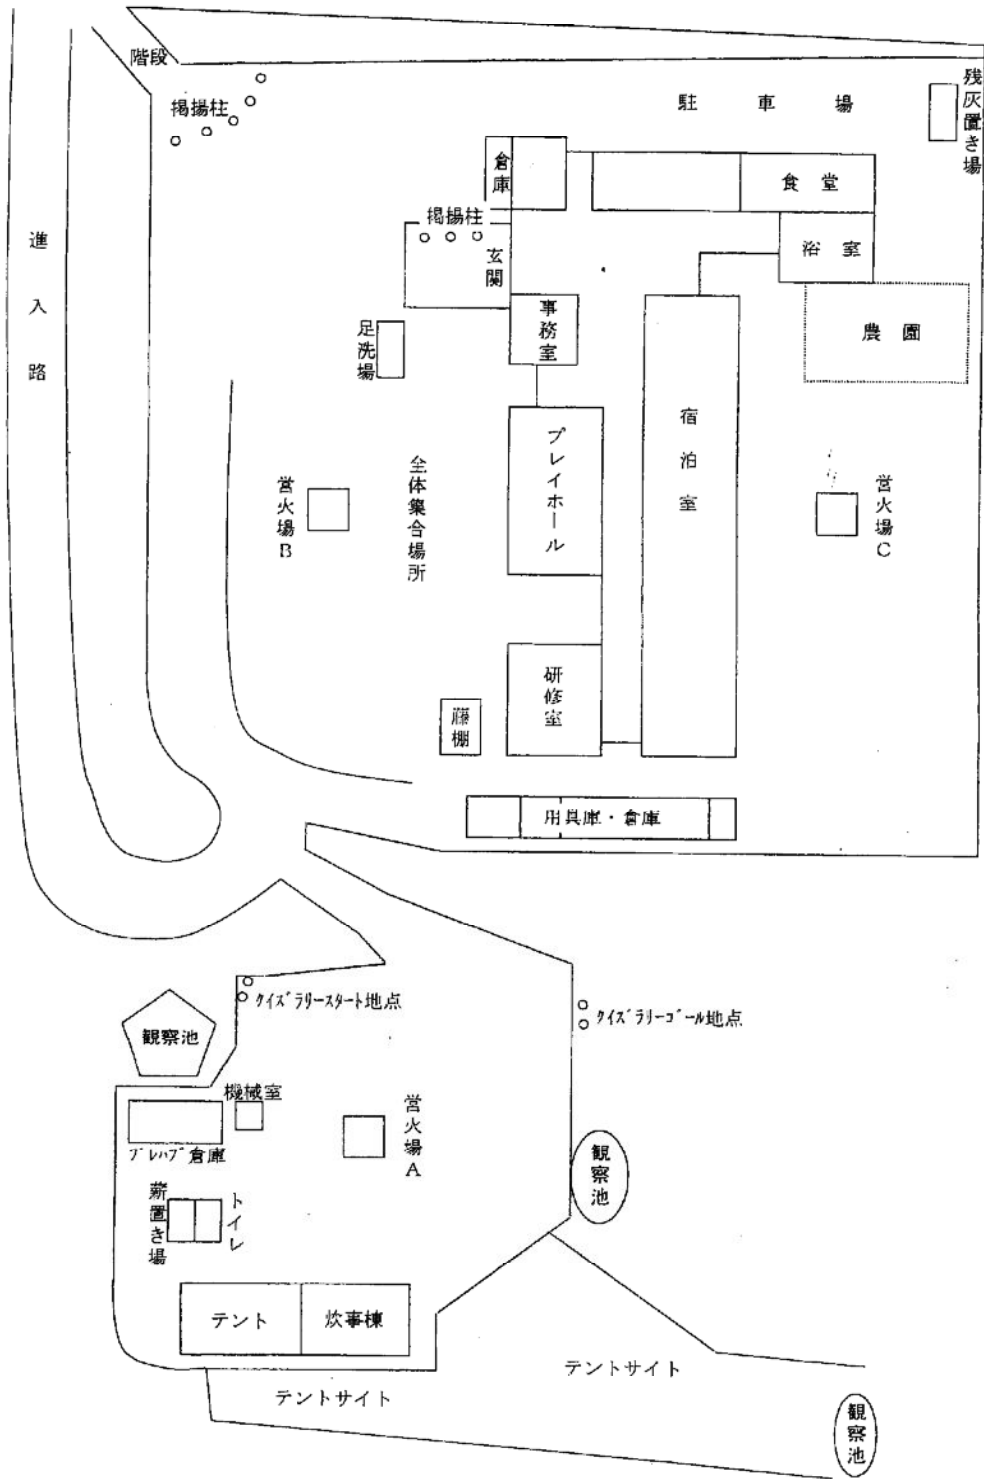 階段
掲揚柱
駐車場
残灰置き場
倉庫
食堂
掲揚柱
進入路
玄関
浴室
事務室
農園
足洗場
宿泊室
プレイホール
全体集合場所
営火場B
営火場C
研修室
藤棚
用具庫・倉庫
クイズラリースタート地点
クイズラリーゴール地点
観察池
機械室
営火場A
プレハブ倉庫
観察池
薪置き場
トイレ
テント
炊事棟
テントサイト
テントサイト
観察池